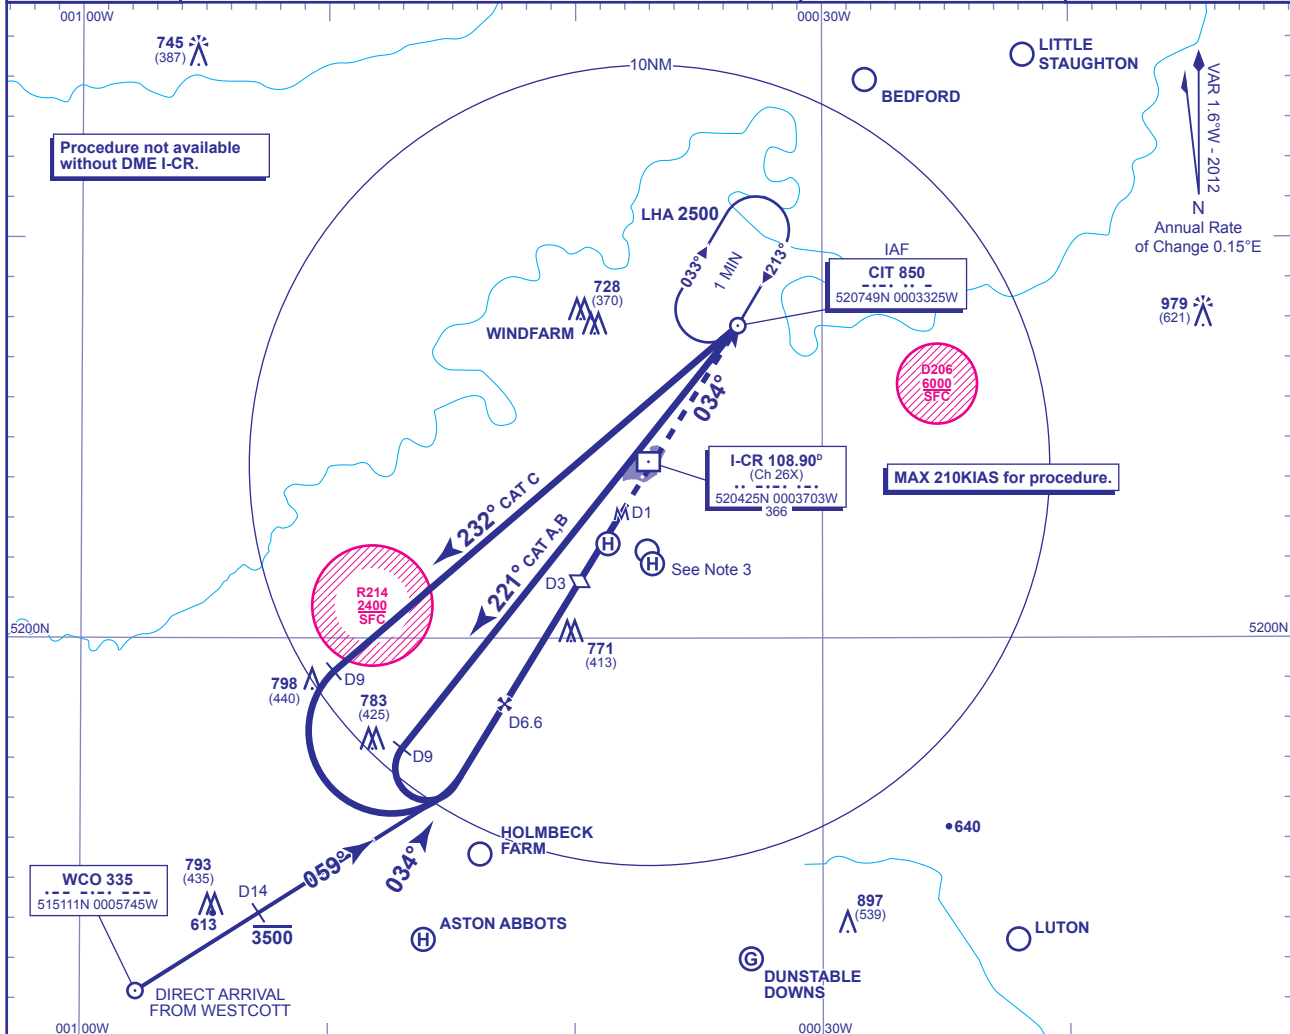 001 00W
000 30W
745
(387)
10NM
LITTLE
STAUGHTON
BEDFORD
VAR 1.6°W - 2012
N
Annual Rate
of Change 0.15°E
Procedure not available
without DME I-CR.
LHA 2500
033°
1 MIN
213°
IAF
CIT 850
520749N 0003325W
728
(370)
WINDFARM
979
(621)
D206
6000
SFC
034°
I-CR 108.90ᴰ
(Ch 26X)
520425N 0003703W
366
MAX 210KIAS for procedure.
232° CAT C
221° CAT A,B
D1
H
H
See Note 3
D3
R214
2400
SFC
5200N
5200N
771
(413)
798
(440)
D9
783
(425)
D6.6
D9
HOLMBECK
FARM
640
059°
034°
793
(435)
613
WCO 335
515111N 0005745W
D14
3500
H
ASTON ABBOTS
897
(539)
LUTON
G
DUNSTABLE
DOWNS
DIRECT ARRIVAL
FROM WESTCOTT
001 00W
000 30W